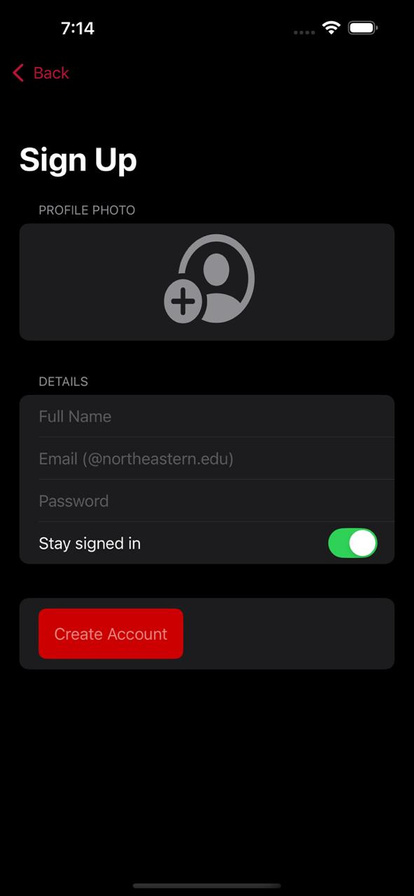 7:14
Back
Sign Up
PROFILE PHOTO
DETAILS
Full Name
Email (@northeastern.edu)
Password
Stay signed in
Create Account